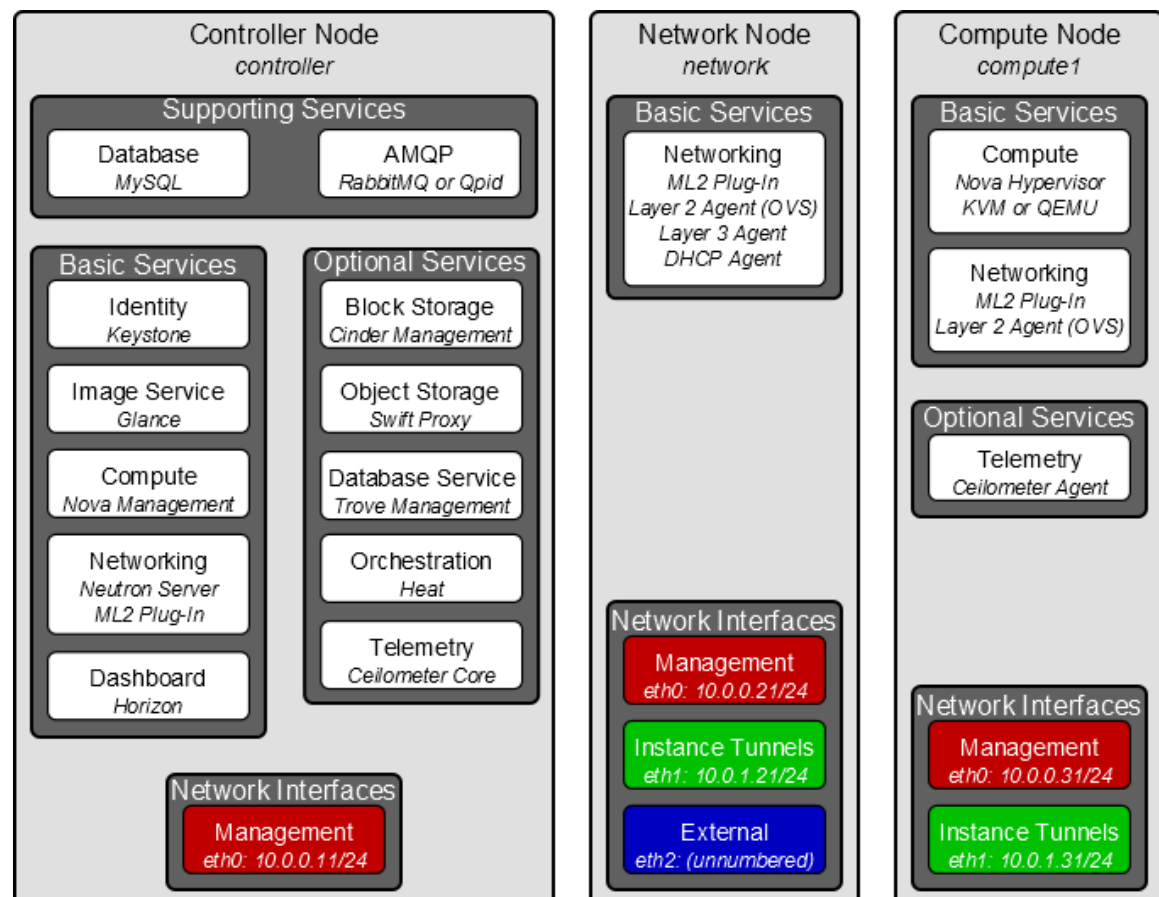 Controller Node
controller
Supporting Services
Database
MySQL
AMQP
RabbitMQ or Qpid
Basic Services
Identity
Keystone
Image Service
Glance
Compute
Nova Management
Networking
Neutron Server
ML2 Plug-In
Dashboard
Horizon
Optional Services
Block Storage
Cinder Management
Object Storage
Swift Proxy
Database Service
Trove Management
Orchestration
Heat
Telemetry
Ceilometer Core
Network Interfaces
Management
eth0: 10.0.0.11/24
Network Node
network
Basic Services
Networking
ML2 Plug-In
Layer 2 Agent (OVS)
Layer 3 Agent
DHCP Agent
Network Interfaces
Management
eth0: 10.0.0.21/24
Instance Tunnels
eth1: 10.0.1.21/24
External
eth2: (unnumbered)
Compute Node
compute1
Basic Services
Compute
Nova Hypervisor
KVM or QEMU
Networking
ML2 Plug-In
Layer 2 Agent (OVS)
Optional Services
Telemetry
Ceilometer Agent
Network Interfaces
Management
eth0: 10.0.0.31/24
Instance Tunnels
eth1: 10.0.1.31/24